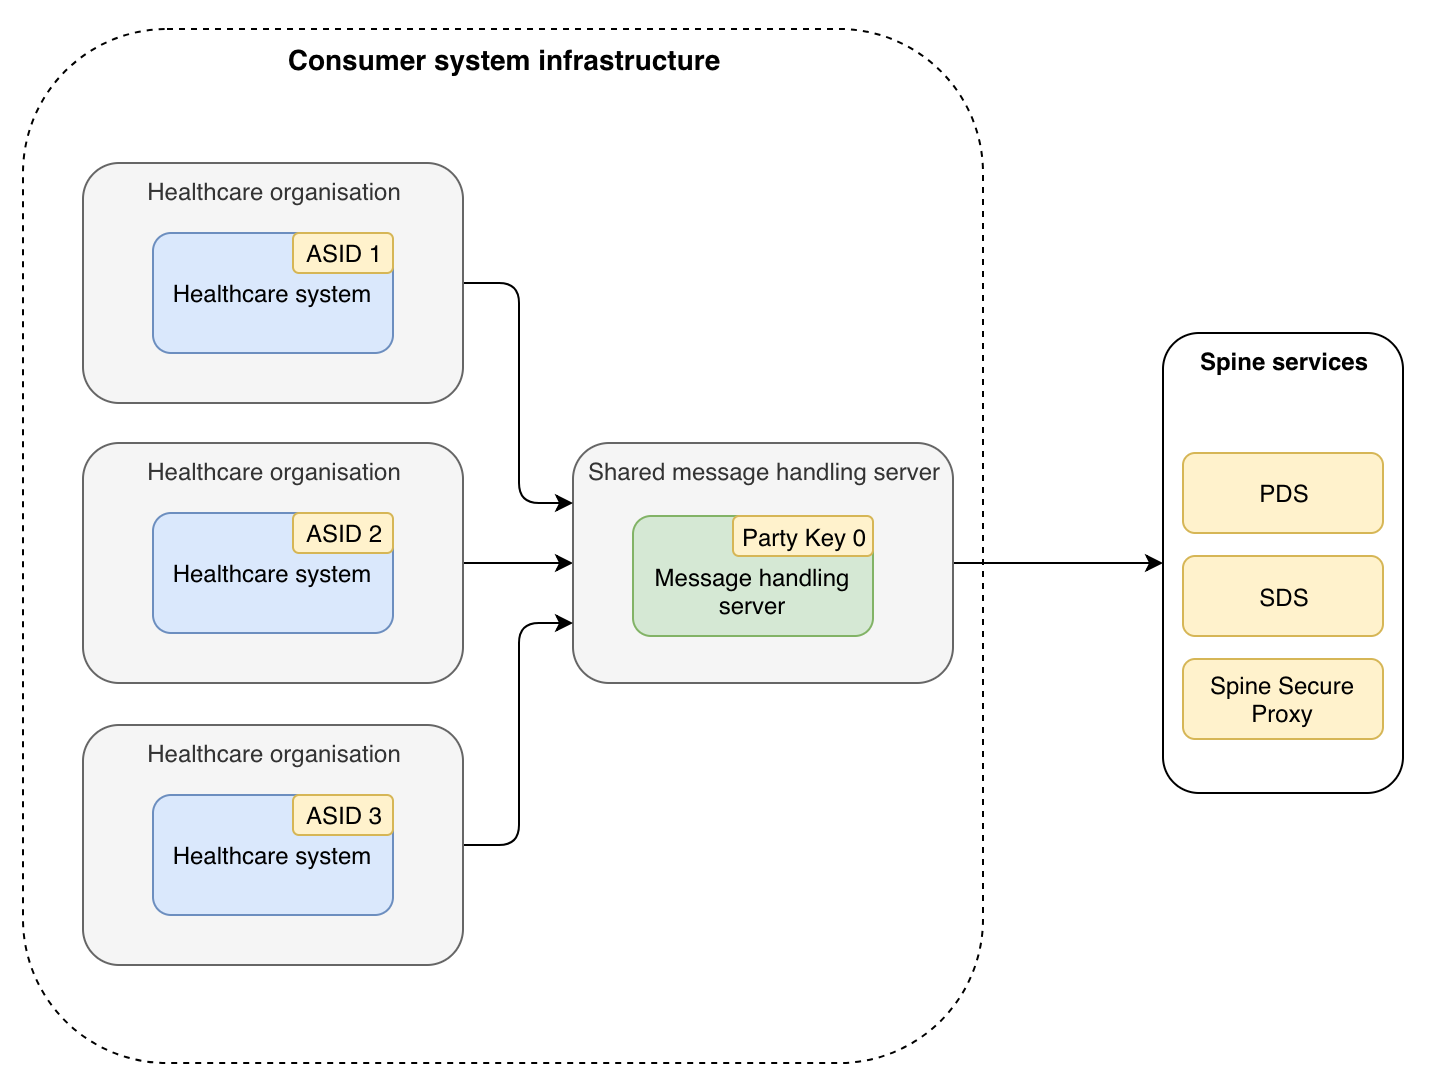 Consumer system infrastructure
Healthcare organisation
ASID 1
Healthcare system
Healthcare organisation
ASID 2
Healthcare system
Healthcare organisation
ASID 3
Healthcare system
Shared message handling server
Party Key 0
Message handling
server
Spine services
PDS
SDS
Spine Secure
Proxy